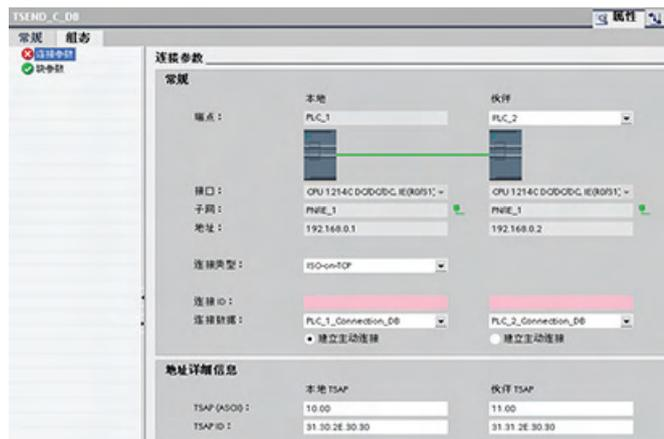 TSEND_C_DB 属性
常规 组态
连接参数
块参数
连接参数
常规
本地 伙伴
端点： PLC_1 PLC_2
接口： CPU 1214C DC/DC/DC, IE(R0/S1) CPU 1214C DC/DC/DC, IE(R0/S1)
子网： PN/IE_1 PN/IE_1
地址： 192.168.0.1 192.168.0.2
连接类型： ISO-on-TCP
连接 ID：
连接数据： PLC_1_Connection_DB PLC_2_Connection_DB
建立主动连接 建立主动连接
地址详细信息
本地 TSAP 伙伴 TSAP
TSAP (ASCII)： 10.00 11.00
TSAP ID： 31.30.2E.30.30 31.31.2E.30.30